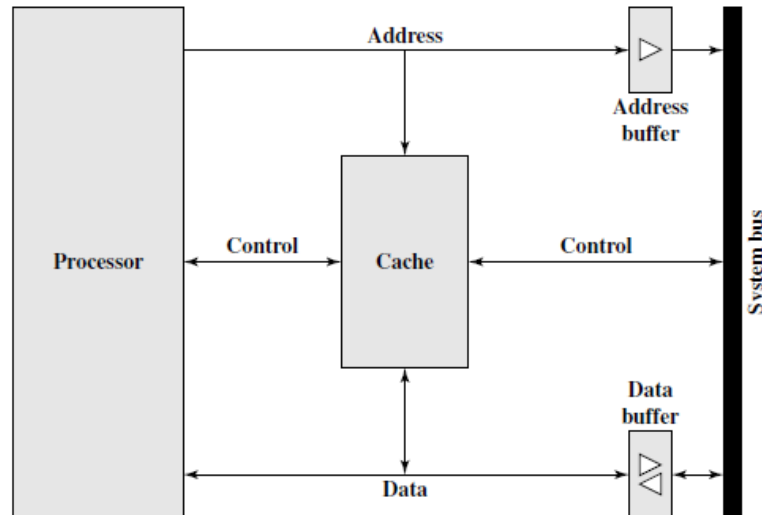 Address
Address
buffer
Processor
Control
Cache
Control
System bus
Data
buffer
Data